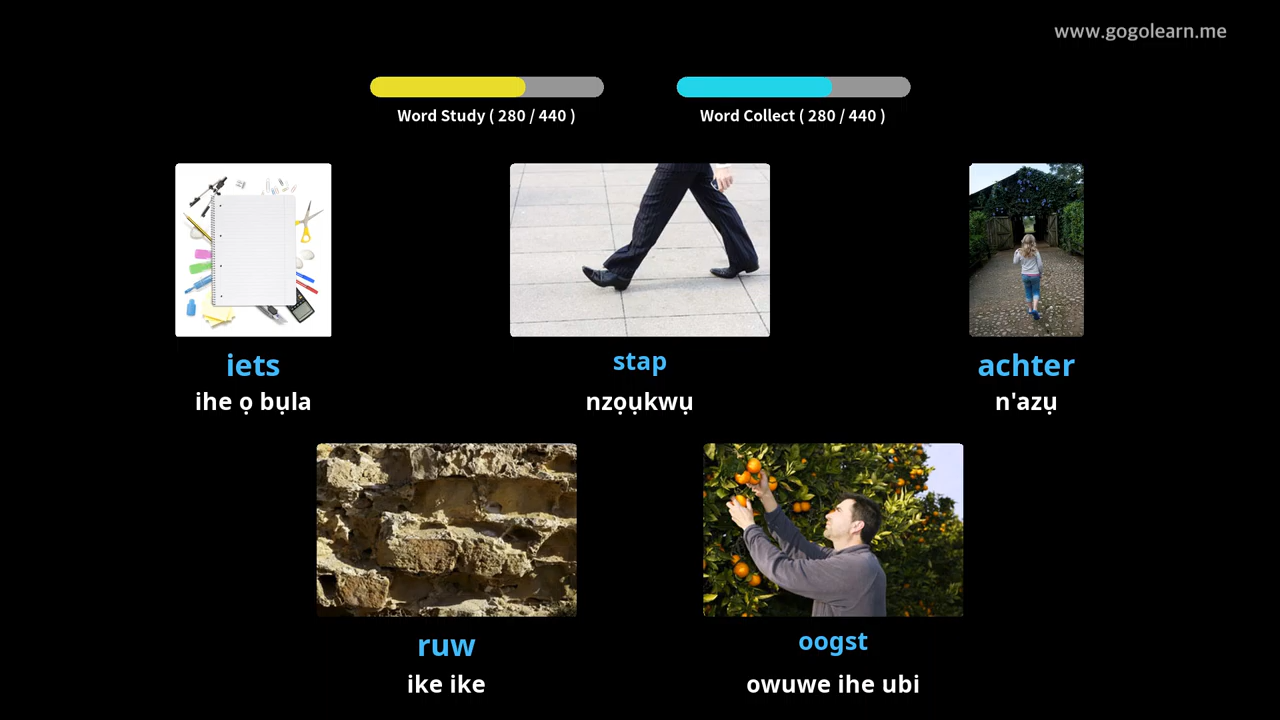 www.gogolearn.me
Word Study ( 280 / 440 )
Word Collect ( 280 / 440 )
iets
ihe ọ bụla
stap
nzọụkwụ
achter
n'azụ
ruw
ike ike
oogst
owuwe ihe ubi